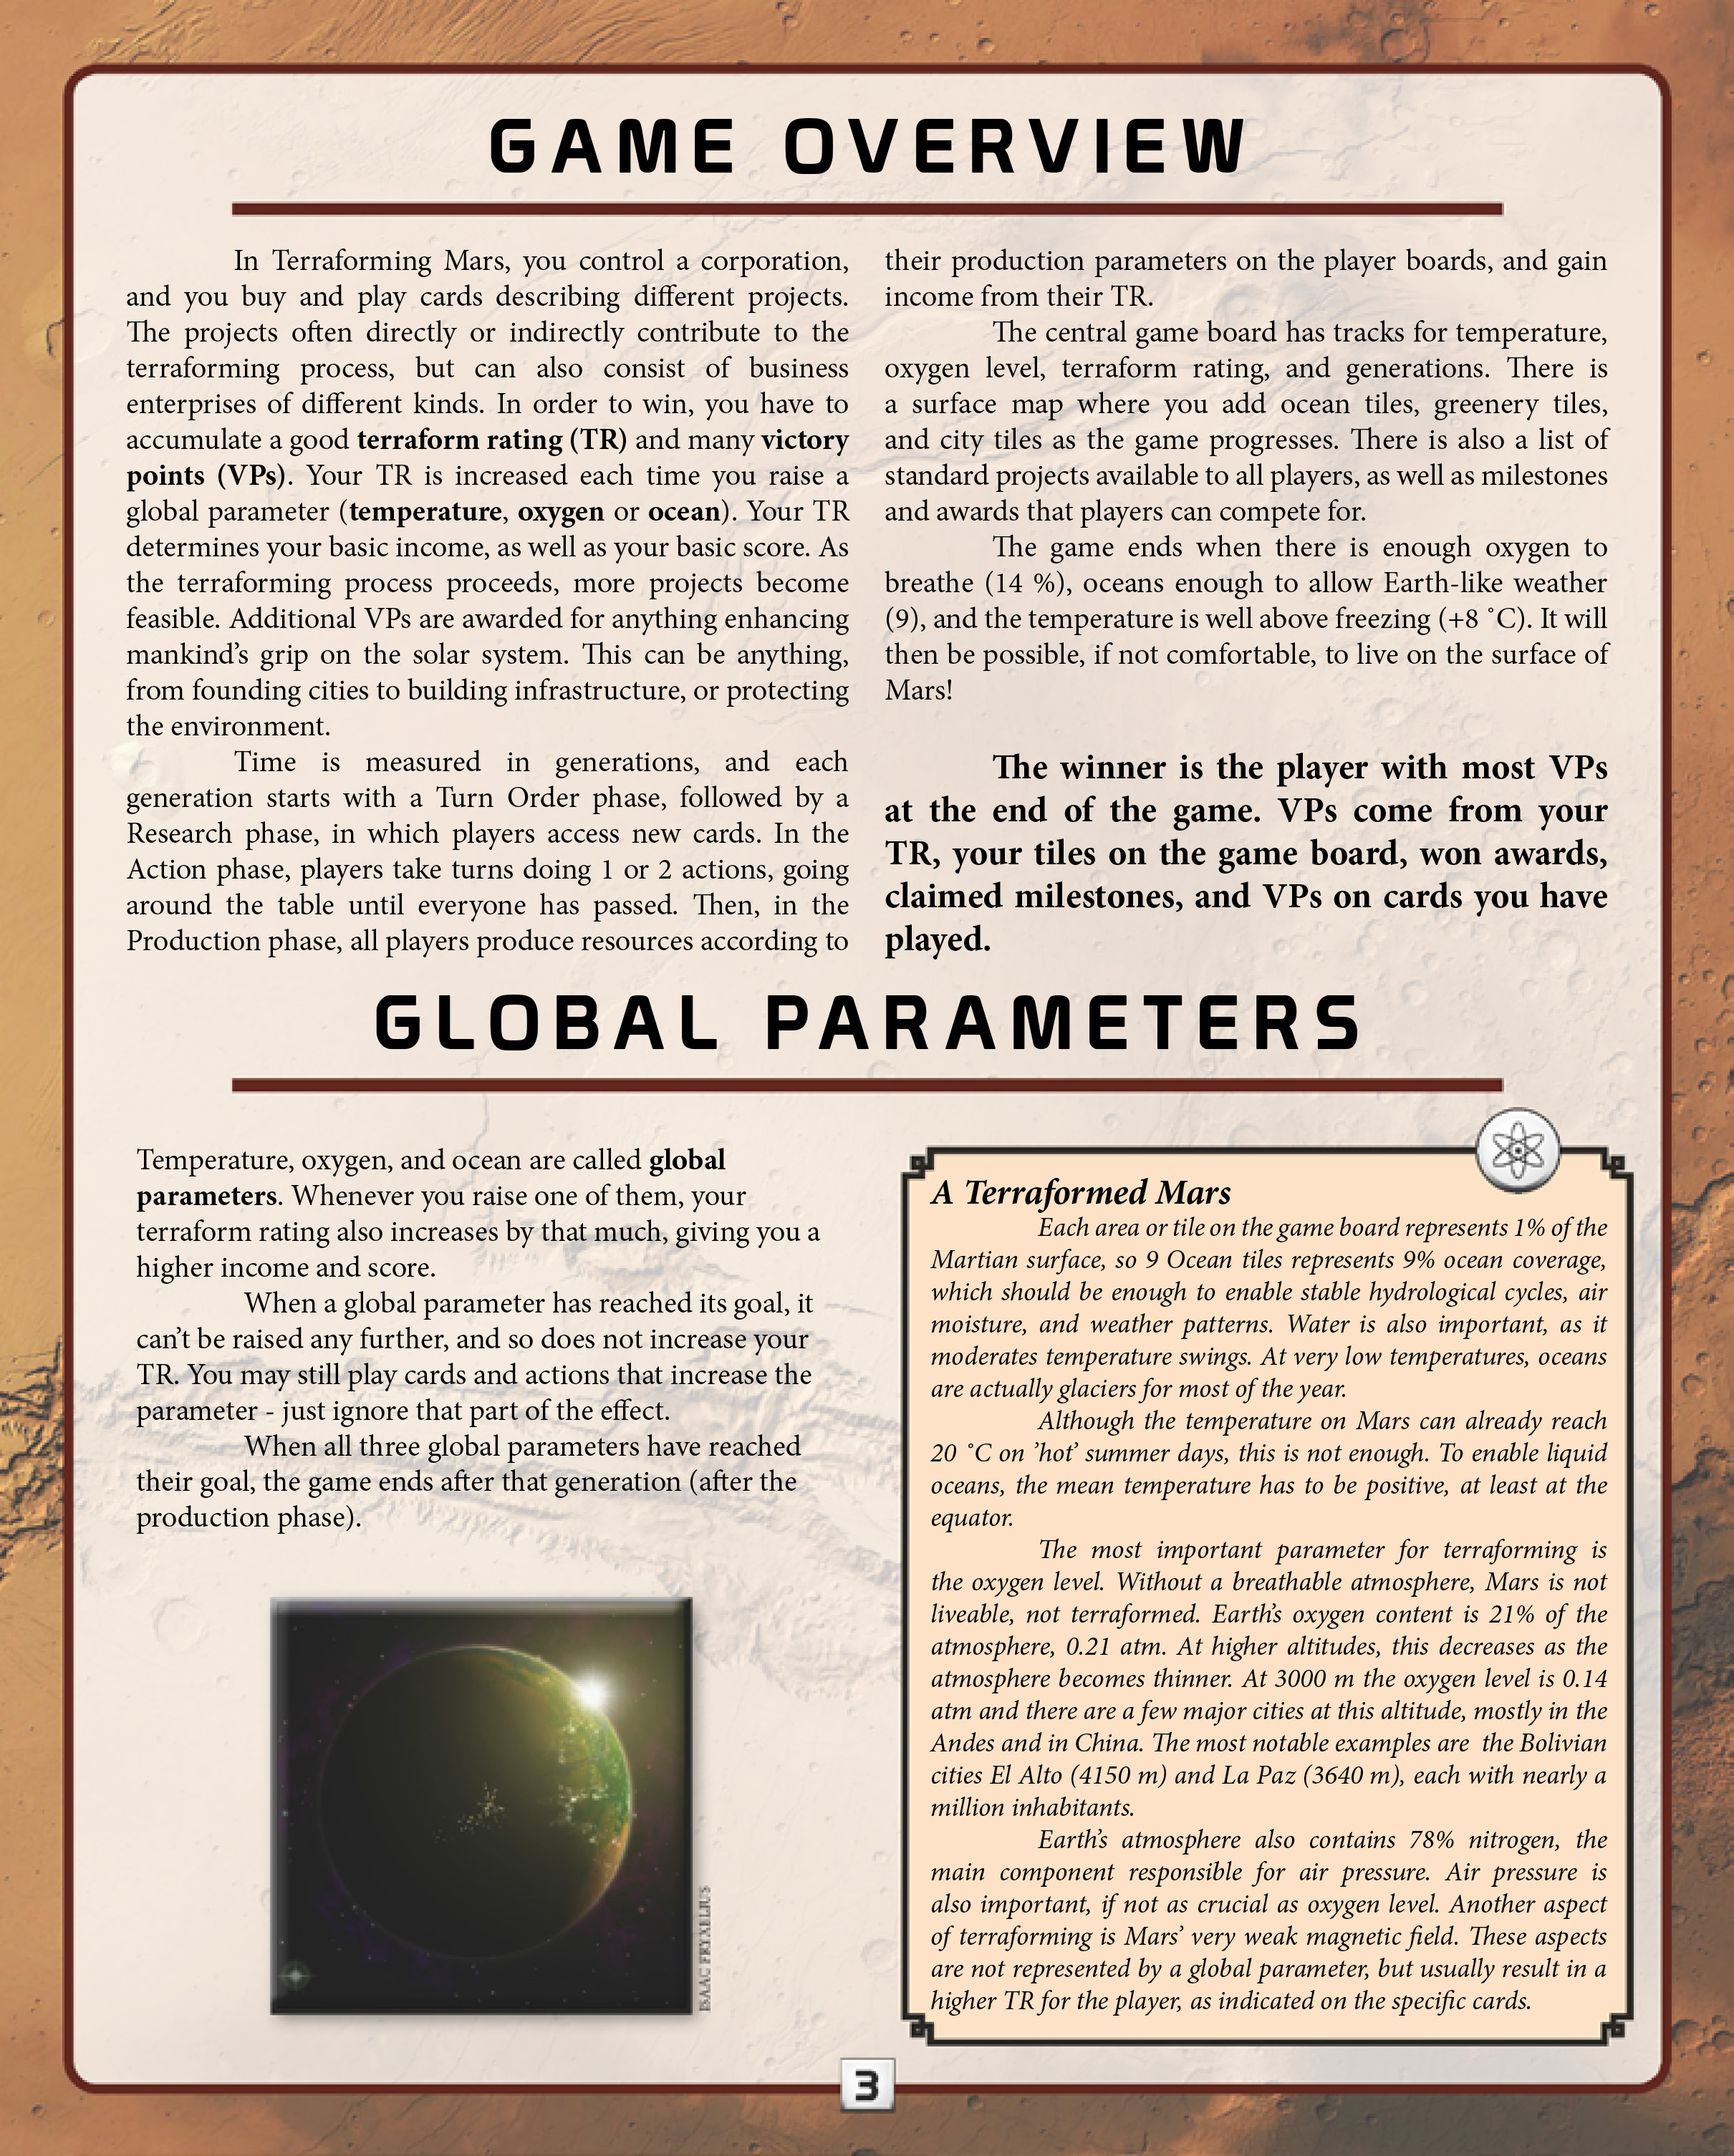 GAME OVERVIEW
In Terraforming Mars, you control a corporation,
and you buy and play cards describing different projects.
The projects often directly or indirectly contribute to the
terraforming process, but can also consist of business
enterprises of different kinds. In order to win, you have to
accumulate a good terraform rating (TR) and many victory
points (VPs). Your TR is increased each time you raise a
global parameter (temperature, oxygen or ocean). Your TR
determines your basic income, as well as your basic score. As
the terraforming process proceeds, more projects become
feasible. Additional VPs are awarded for anything enhancing
mankind’s grip on the solar system. This can be anything,
from founding cities to building infrastructure, or protecting
the environment.
Time is measured in generations, and each
generation starts with a Turn Order phase, followed by a
Research phase, in which players access new cards. In the
Action phase, players take turns doing 1 or 2 actions, going
around the table until everyone has passed. Then, in the
Production phase, all players produce resources according to
their production parameters on the player boards, and gain
income from their TR.
The central game board has tracks for temperature,
oxygen level, terraform rating, and generations. There is
a surface map where you add ocean tiles, greenery tiles,
and city tiles as the game progresses. There is also a list of
standard projects available to all players, as well as milestones
and awards that players can compete for.
The game ends when there is enough oxygen to
breathe (14 %), oceans enough to allow Earth-like weather
(9), and the temperature is well above freezing (+8 ˚C). It will
then be possible, if not comfortable, to live on the surface of
Mars!
The winner is the player with most VPs
at the end of the game. VPs come from your
TR, your tiles on the game board, won awards,
claimed milestones, and VPs on cards you have
played.
GLOBAL PARAMETERS
Temperature, oxygen, and ocean are called global
parameters. Whenever you raise one of them, your
terraform rating also increases by that much, giving you a
higher income and score.
When a global parameter has reached its goal, it
can’t be raised any further, and so does not increase your
TR. You may still play cards and actions that increase the
parameter - just ignore that part of the effect.
When all three global parameters have reached
their goal, the game ends after that generation (after the
production phase).
ISAAC FRYXELIUS
A Terraformed Mars
Each area or tile on the game board represents 1% of the
Martian surface, so 9 Ocean tiles represents 9% ocean coverage,
which should be enough to enable stable hydrological cycles, air
moisture, and weather patterns. Water is also important, as it
moderates temperature swings. At very low temperatures, oceans
are actually glaciers for most of the year.
Although the temperature on Mars can already reach
20 ˚C on ’hot’ summer days, this is not enough. To enable liquid
oceans, the mean temperature has to be positive, at least at the
equator.
The most important parameter for terraforming is
the oxygen level. Without a breathable atmosphere, Mars is not
liveable, not terraformed. Earth’s oxygen content is 21% of the
atmosphere, 0.21 atm. At higher altitudes, this decreases as the
atmosphere becomes thinner. At 3000 m the oxygen level is 0.14
atm and there are a few major cities at this altitude, mostly in the
Andes and in China. The most notable examples are the Bolivian
cities El Alto (4150 m) and La Paz (3640 m), each with nearly a
million inhabitants.
Earth’s atmosphere also contains 78% nitrogen, the
main component responsible for air pressure. Air pressure is
also important, if not as crucial as oxygen level. Another aspect
of terraforming is Mars’ very weak magnetic field. These aspects
are not represented by a global parameter, but usually result in a
higher TR for the player, as indicated on the specific cards.
3